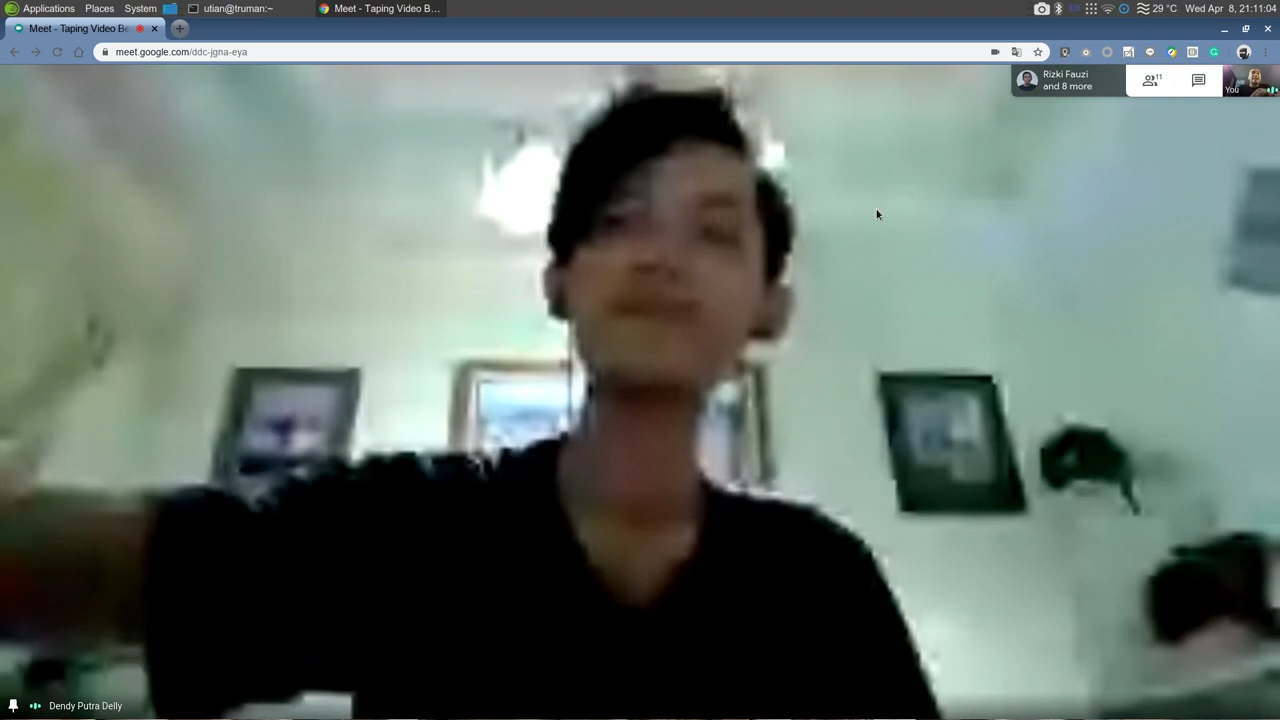 Applications Places System utian@truman:~ Meet - Taping Video B... 29 °C Wed Apr 8, 21:11:04
Meet - Taping Video Be
meet.google.com/ddc-jgna-eya
Rizki Fauzi
and 8 more
11
You
Dendy Putra Delly